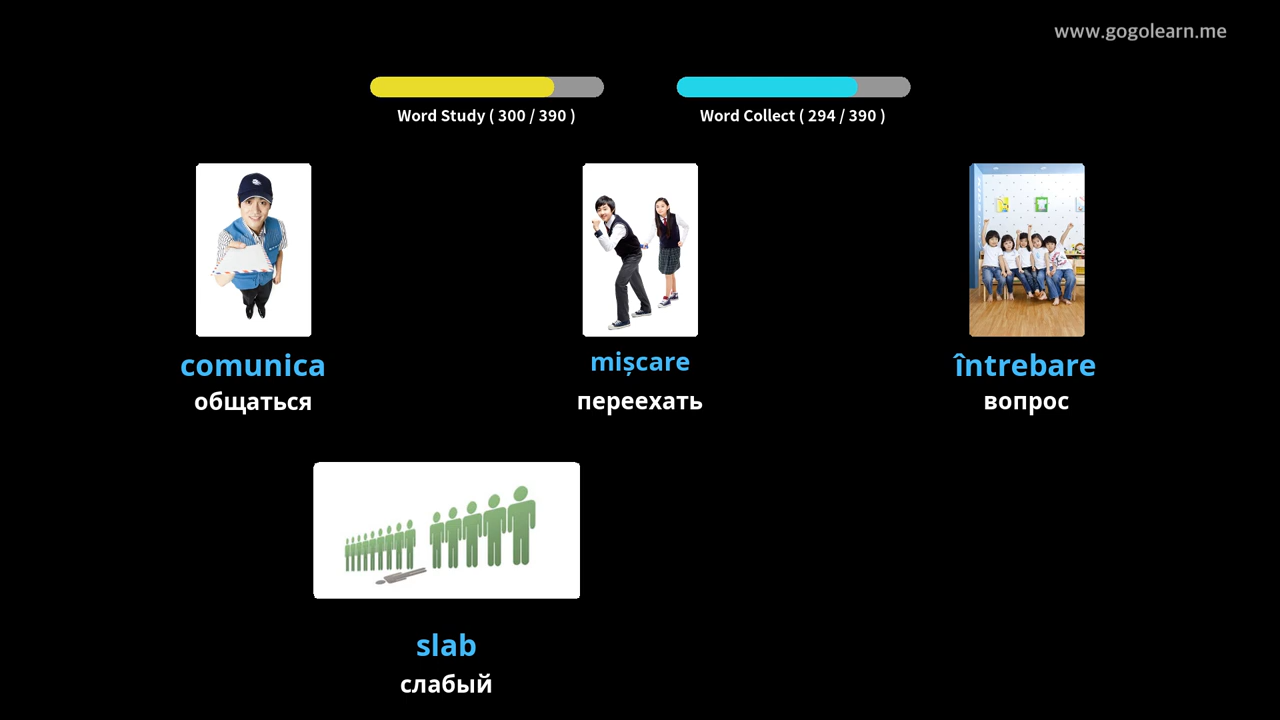 www.gogolearn.me
Word Study ( 300 / 390 )
Word Collect ( 294 / 390 )
comunica
общаться
mișcare
переехать
întrebare
вопрос
slab
слабый